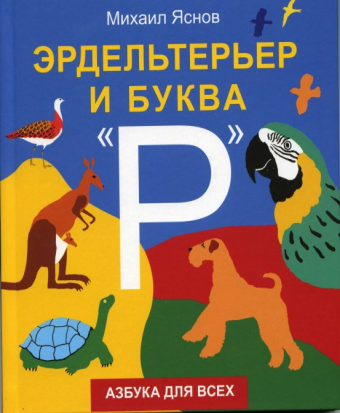 Михаил Яснов
ЭРДЕЛЬТЕРЬЕР
И БУКВА
"Р"
АЗБУКА ДЛЯ ВСЕХ